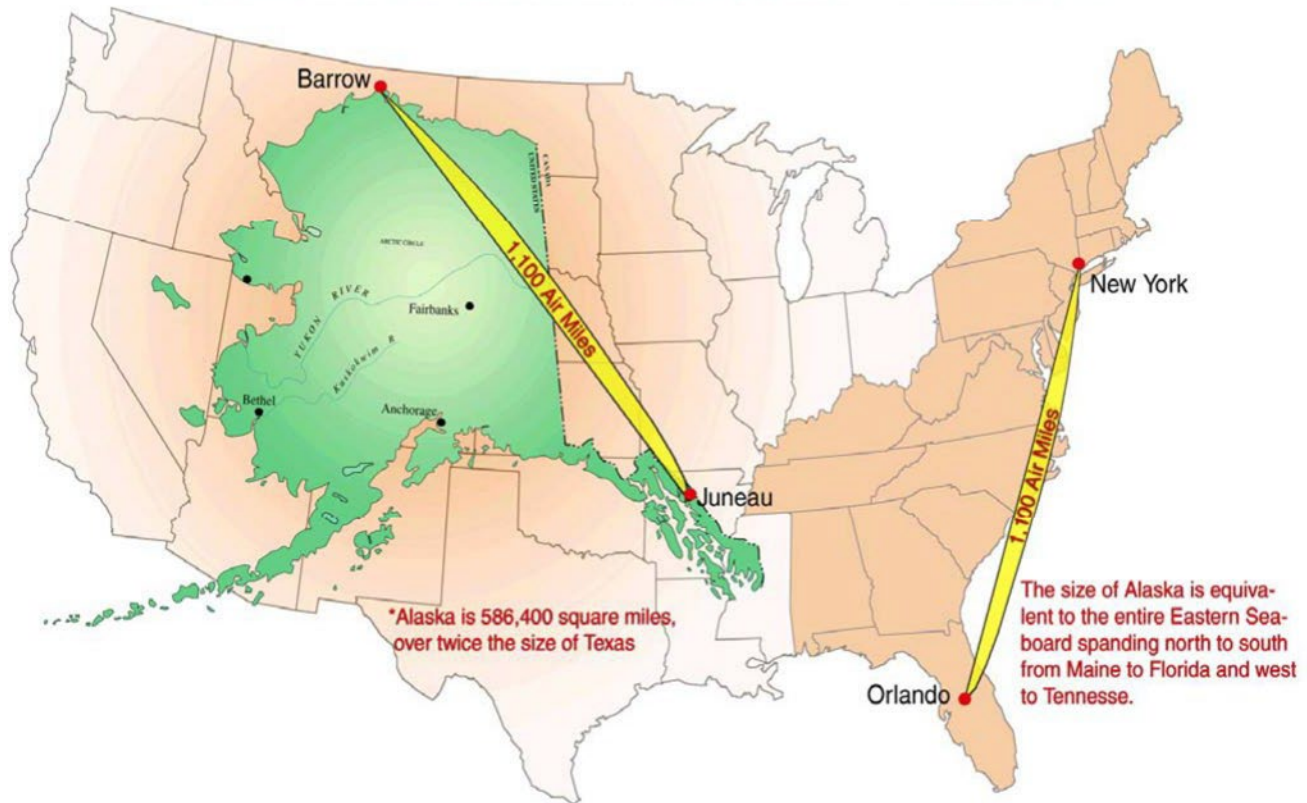 Barrow
CANADA
UNITED STATES
ARCTIC CIRCLE
1,100 Air Miles
YUKON RIVER
Fairbanks
Kuskokwim R
Bethel
Anchorage
Juneau
New York
1,100 Air Miles
*Alaska is 586,400 square miles,
over twice the size of Texas
The size of Alaska is equiva-
lent to the entire Eastern Sea-
board spanding north to south
from Maine to Florida and west
to Tennesse.
Orlando